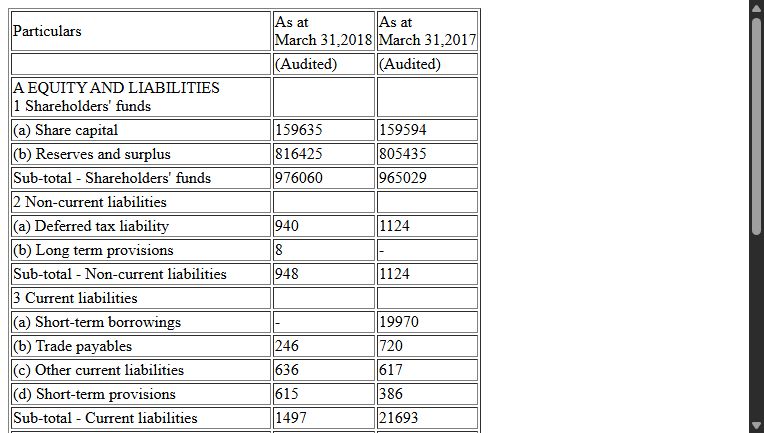 Particulars As at March 31,2018 As at March 31,2017
(Audited) (Audited)
A EQUITY AND LIABILITIES
1 Shareholders' funds
(a) Share capital 159635 159594
(b) Reserves and surplus 816425 805435
Sub-total - Shareholders' funds 976060 965029
2 Non-current liabilities
(a) Deferred tax liability 940 1124
(b) Long term provisions 8 -
Sub-total - Non-current liabilities 948 1124
3 Current liabilities
(a) Short-term borrowings - 19970
(b) Trade payables 246 720
(c) Other current liabilities 636 617
(d) Short-term provisions 615 386
Sub-total - Current liabilities 1497 21693